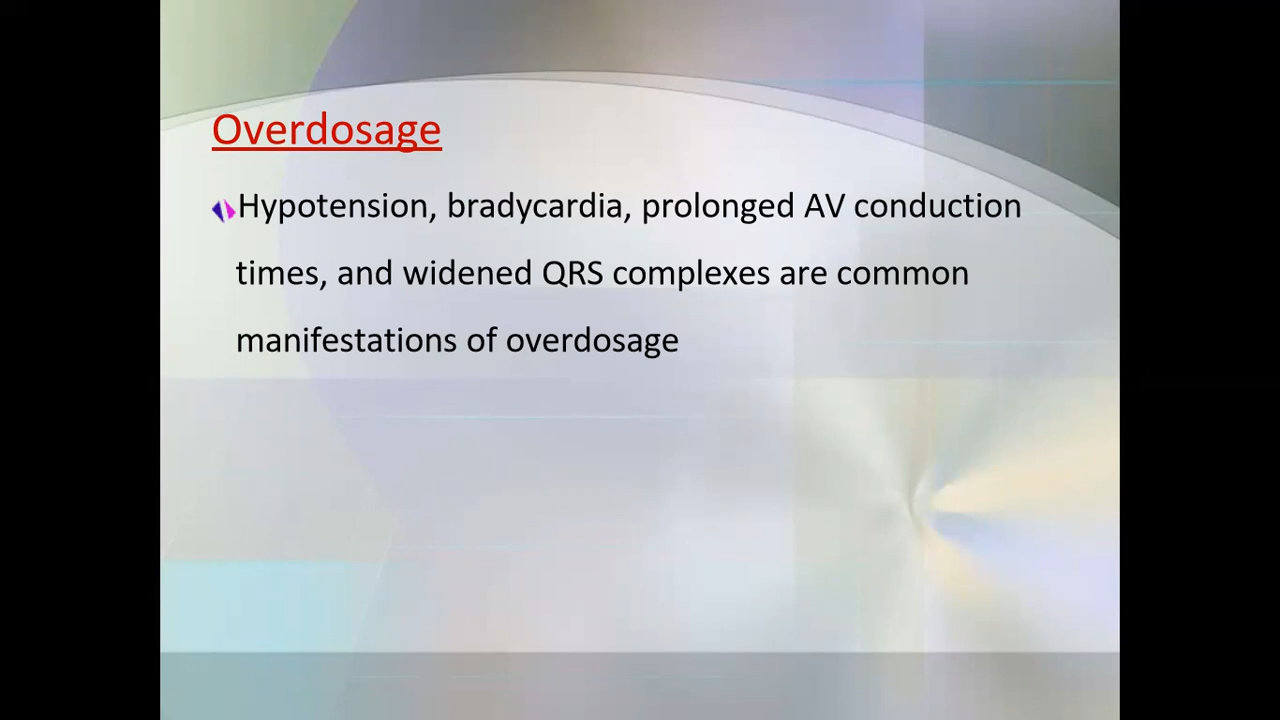 Overdosage
Hypotension, bradycardia, prolonged AV conduction
times, and widened QRS complexes are common
manifestations of overdosage